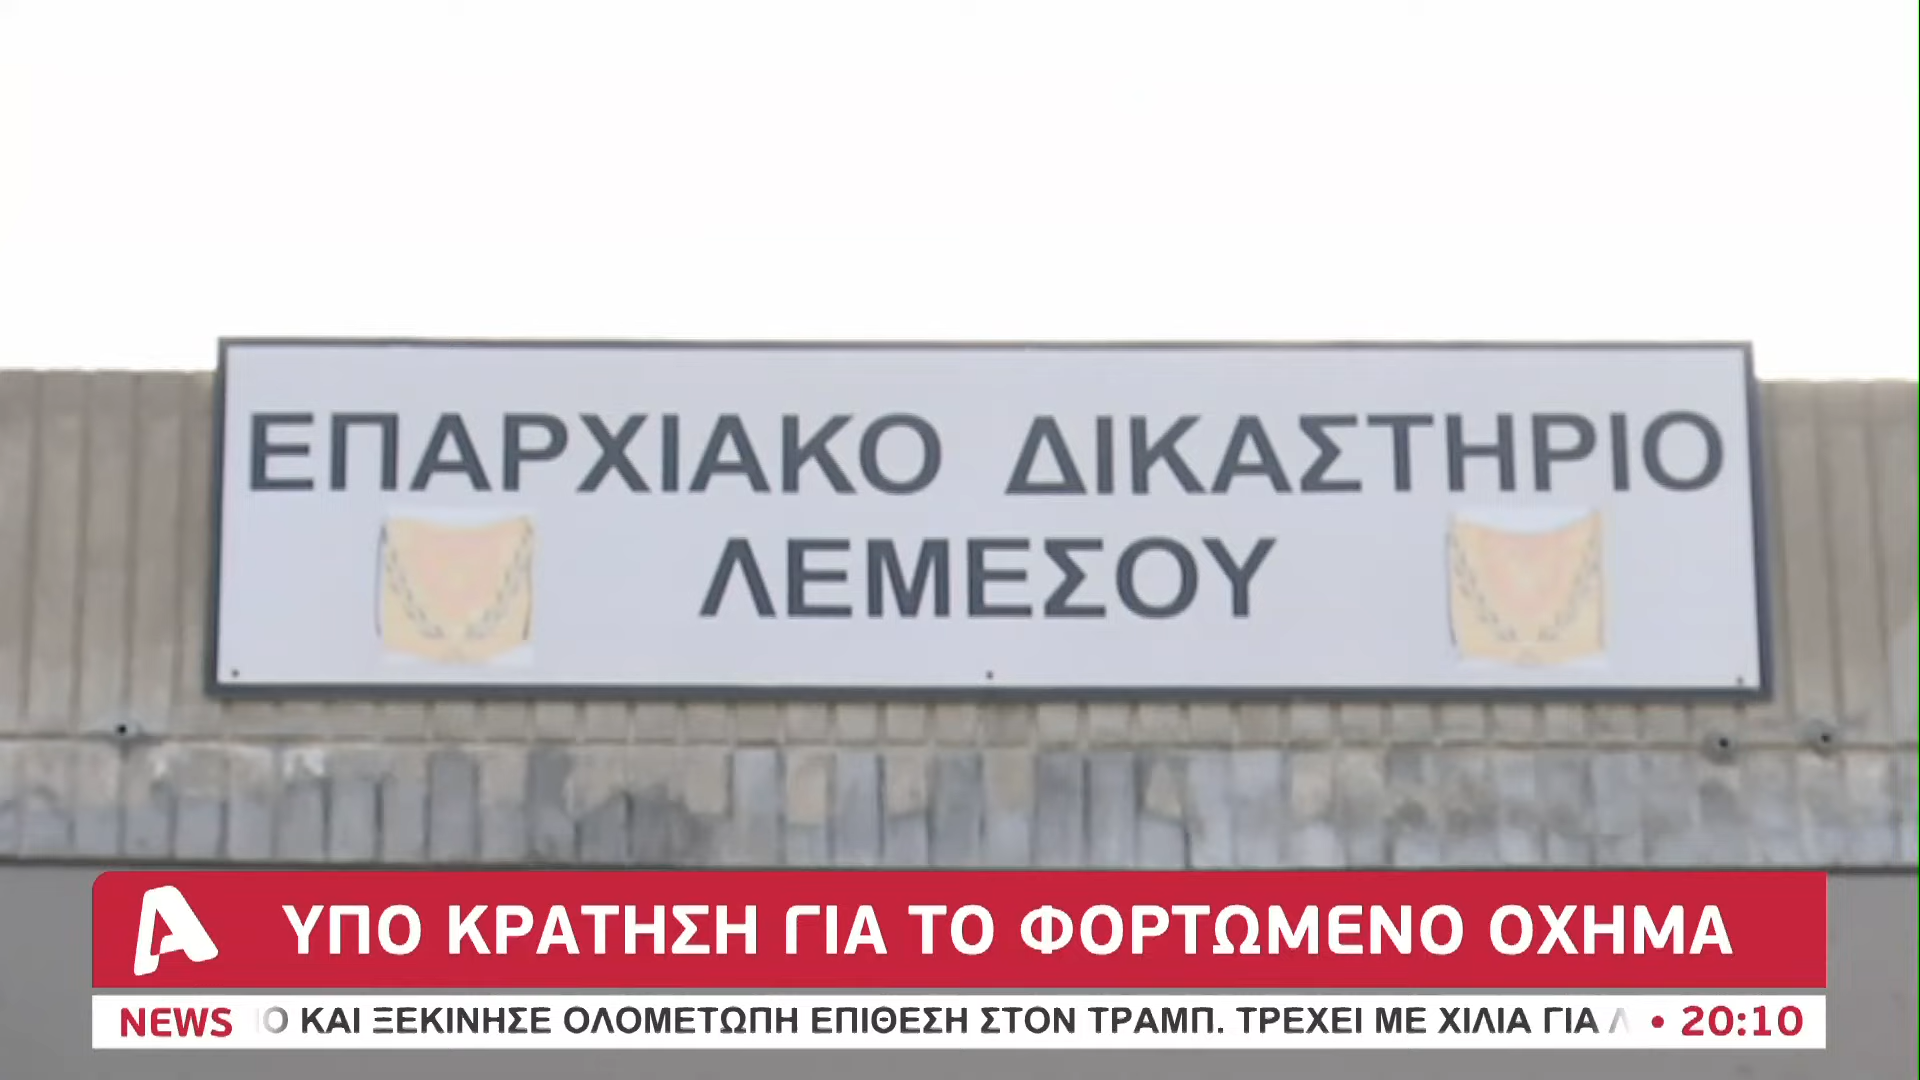 ΕΠΑΡΧΙΑΚΟ ΔΙΚΑΣΤΗΡΙΟ
ΛΕΜΕΣΟΥ
ΥΠΟ ΚΡΑΤΗΣΗ ΓΙΑ ΤΟ ΦΟΡΤΩΜΕΝΟ ΟΧΗΜΑ
NEWS Ο ΚΑΙ ΞΕΚΙΝΗΣΕ ΟΛΟΜΕΤΩΠΗ ΕΠΙΘΕΣΗ ΣΤΟΝ ΤΡΑΜΠ. ΤΡΕΧΕΙ ΜΕ ΧΙΛΙΑ ΓΙΑ • 20:10